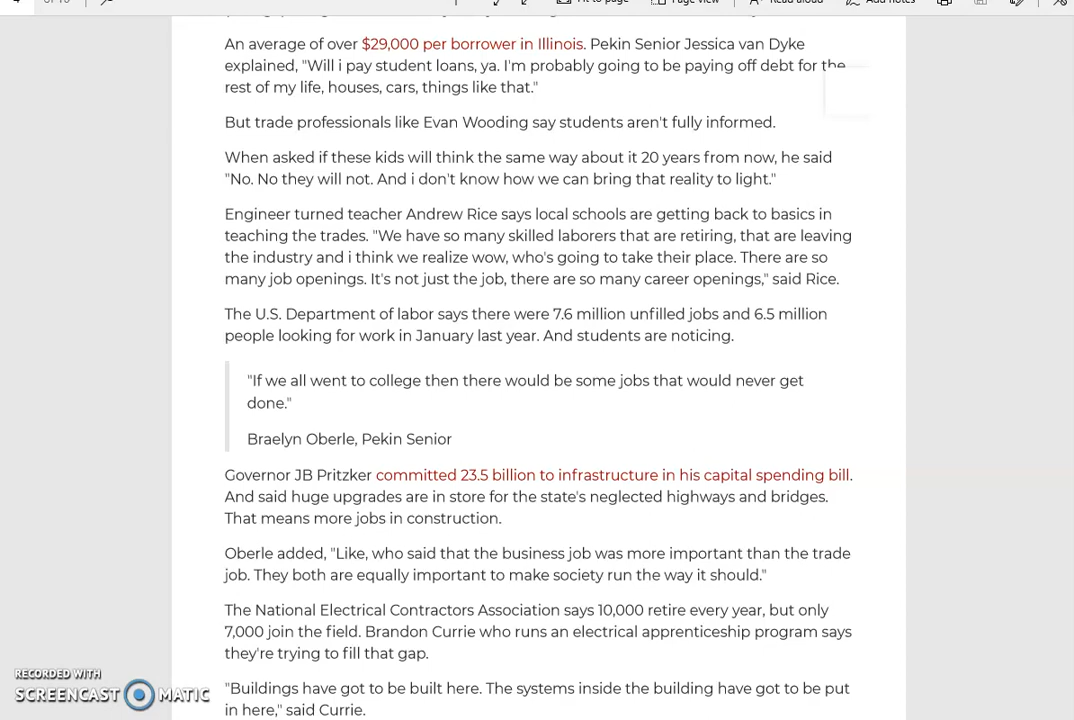 Fit to page
Page view
Read aloud
Add notes
An average of over $29,000 per borrower in Illinois. Pekin Senior Jessica van Dyke
explained, "Will i pay student loans, ya. I'm probably going to be paying off debt for the
rest of my life, houses, cars, things like that."
But trade professionals like Evan Wooding say students aren't fully informed.
When asked if these kids will think the same way about it 20 years from now, he said
"No. No they will not. And i don't know how we can bring that reality to light."
Engineer turned teacher Andrew Rice says local schools are getting back to basics in
teaching the trades. "We have so many skilled laborers that are retiring, that are leaving
the industry and i think we realize wow, who's going to take their place. There are so
many job openings. It's not just the job, there are so many career openings," said Rice.
The U.S. Department of labor says there were 7.6 million unfilled jobs and 6.5 million
people looking for work in January last year. And students are noticing.
"If we all went to college then there would be some jobs that would never get
done."
Braelyn Oberle, Pekin Senior
Governor JB Pritzker committed 23.5 billion to infrastructure in his capital spending bill.
And said huge upgrades are in store for the state's neglected highways and bridges.
That means more jobs in construction.
Oberle added, "Like, who said that the business job was more important than the trade
job. They both are equally important to make society run the way it should."
The National Electrical Contractors Association says 10,000 retire every year, but only
7,000 join the field. Brandon Currie who runs an electrical apprenticeship program says
they're trying to fill that gap.
"Buildings have got to be built here. The systems inside the building have got to be put
in here," said Currie.
RECORDED WITH
SCREENCAST MATIC